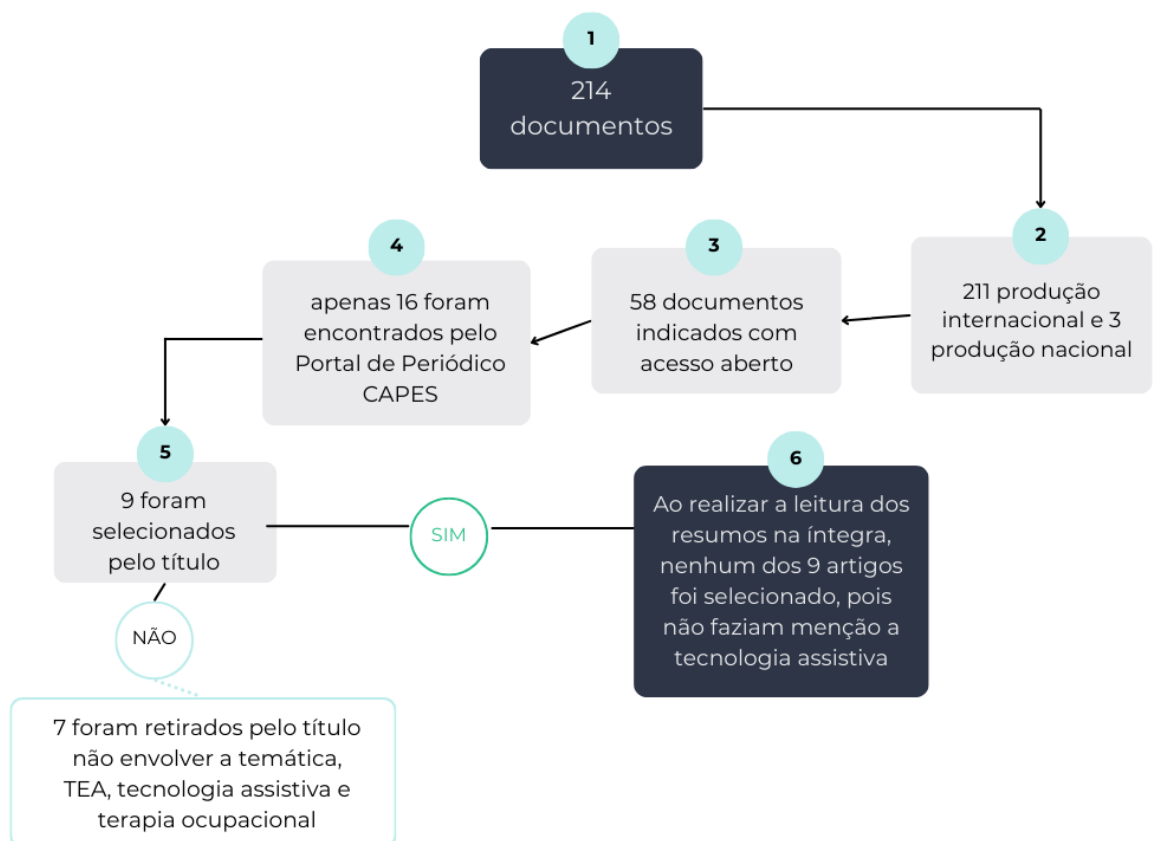 1
214
documentos
2
211 produção
internacional e 3
produção nacional
3
58 documentos
indicados com
acesso aberto
4
apenas 16 foram
encontrados pelo
Portal de Periódico
CAPES
5
9 foram
selecionados
pelo título
SIM
6
Ao realizar a leitura dos
resumos na íntegra,
nenhum dos 9 artigos
foi selecionado, pois
não faziam menção a
tecnologia assistiva
NÃO
7 foram retirados pelo título
não envolver a temática,
TEA, tecnologia assistiva e
terapia ocupacional